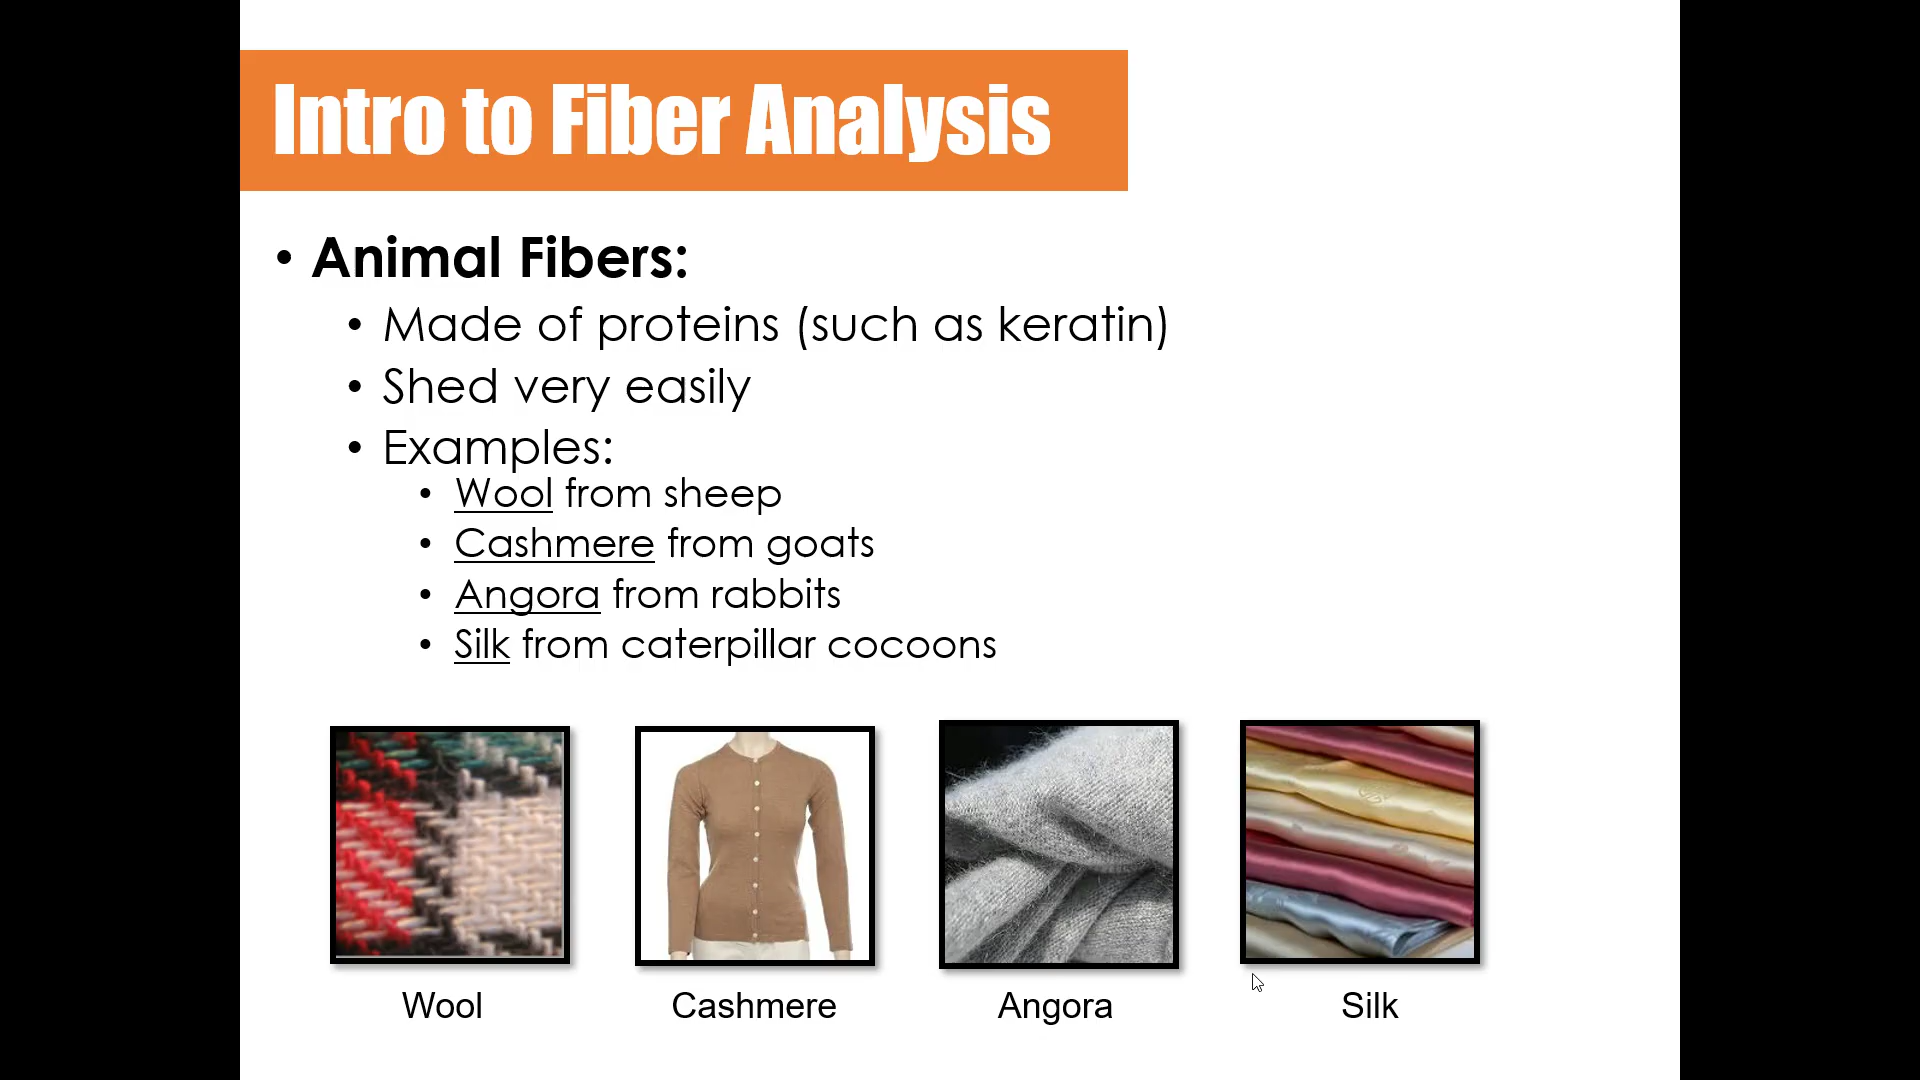 Intro to Fiber Analysis
• Animal Fibers:
• Made of proteins (such as keratin)
• Shed very easily
• Examples:
• Wool from sheep
• Cashmere from goats
• Angora from rabbits
• Silk from caterpillar cocoons
Wool Cashmere Angora Silk